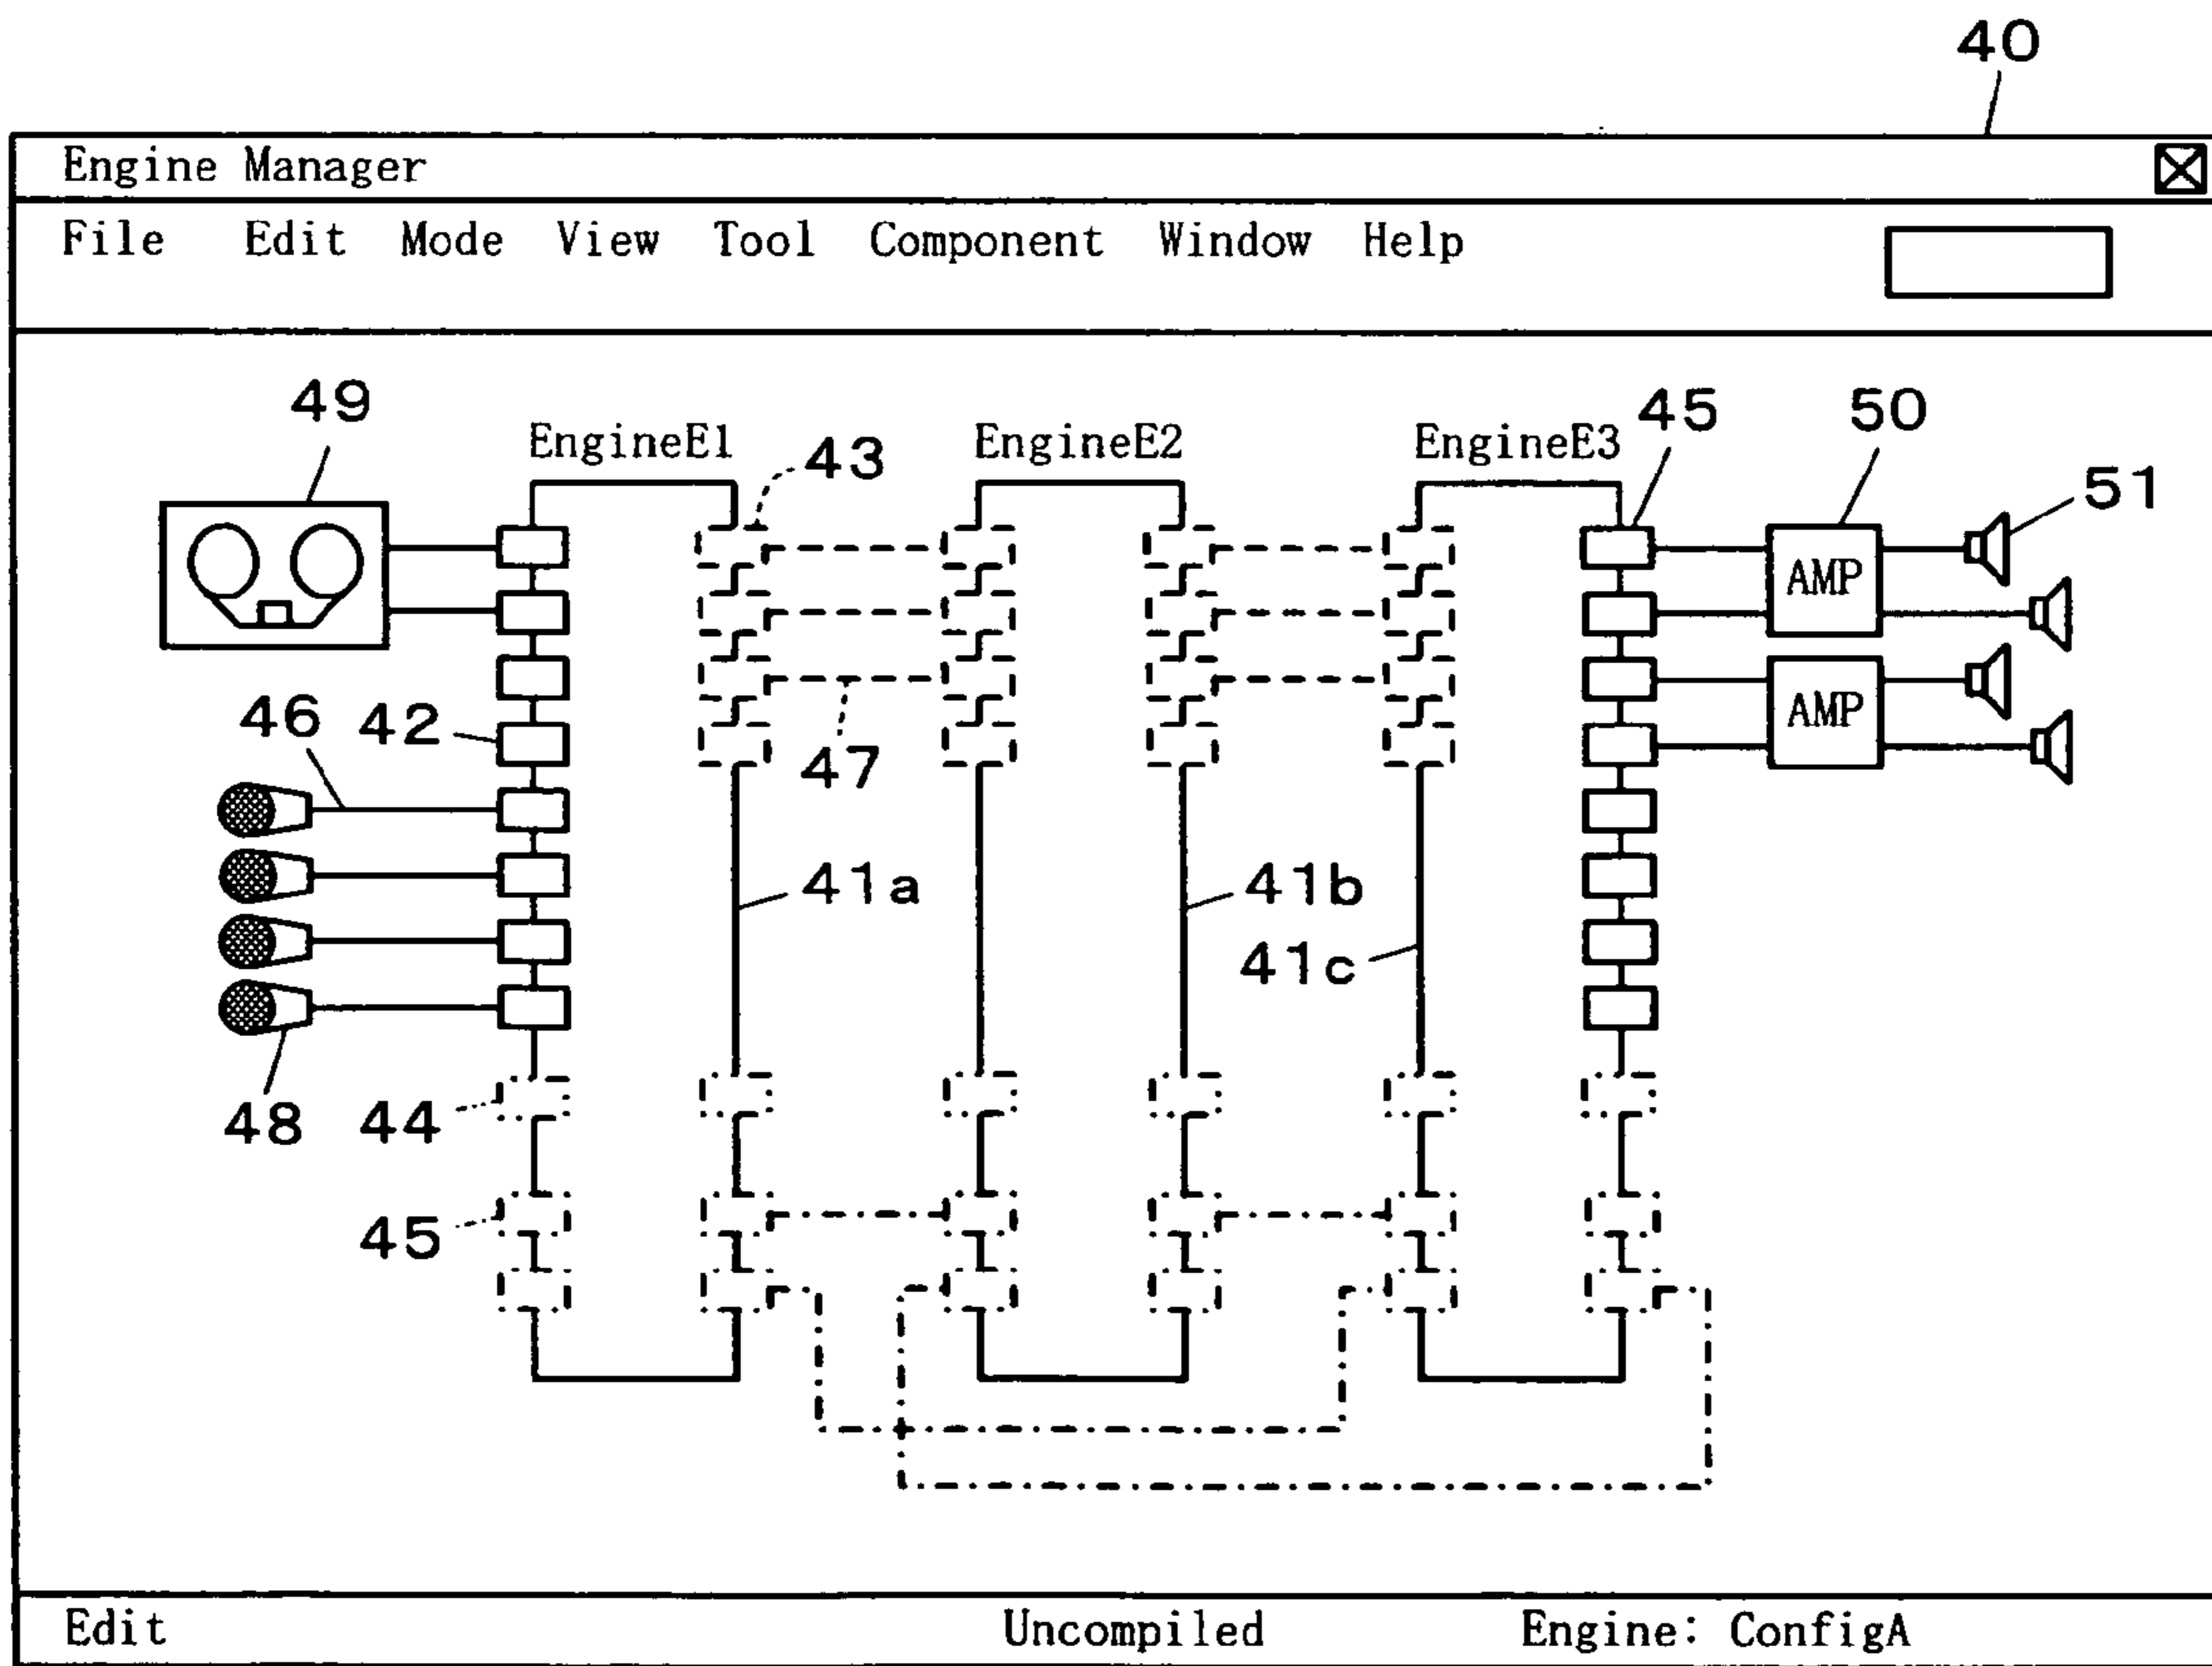 40
Engine Manager
File Edit Mode View Tool Component Window Help
49
EngineE1
43
EngineE2
EngineE3
45
50
51
AMP
46
42
47
AMP
41a
41b
41c
48
44
45
Edit
Uncompiled
Engine: ConfigA